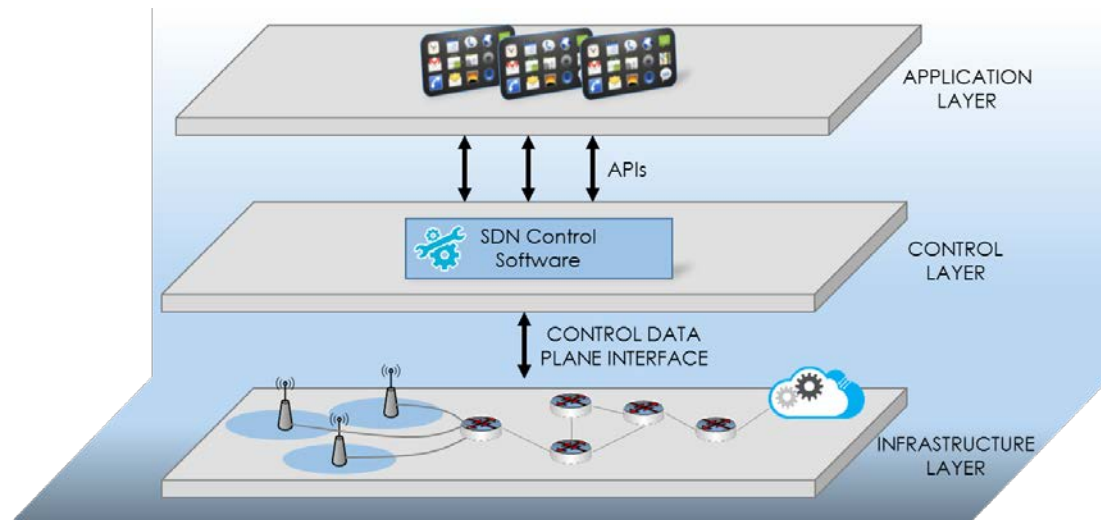 APPLICATION
LAYER
APIs
SDN Control
Software
CONTROL
LAYER
CONTROL DATA
PLANE INTERFACE
INFRASTRUCTURE
LAYER